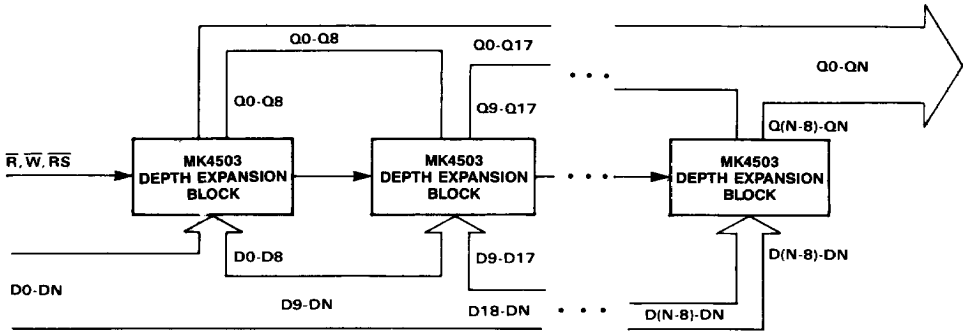 Q0-Q8
Q0-Q17
Q0-QN
Q0-Q8
Q9-Q17
Q(N-8)-QN
R, W, RS
MK4503
DEPTH EXPANSION
BLOCK
MK4503
DEPTH EXPANSION
BLOCK
MK4503
DEPTH EXPANSION
BLOCK
D0-D8
D9-D17
D(N-8)-DN
D0-DN
D9-DN
D18-DN
D(N-8)-DN